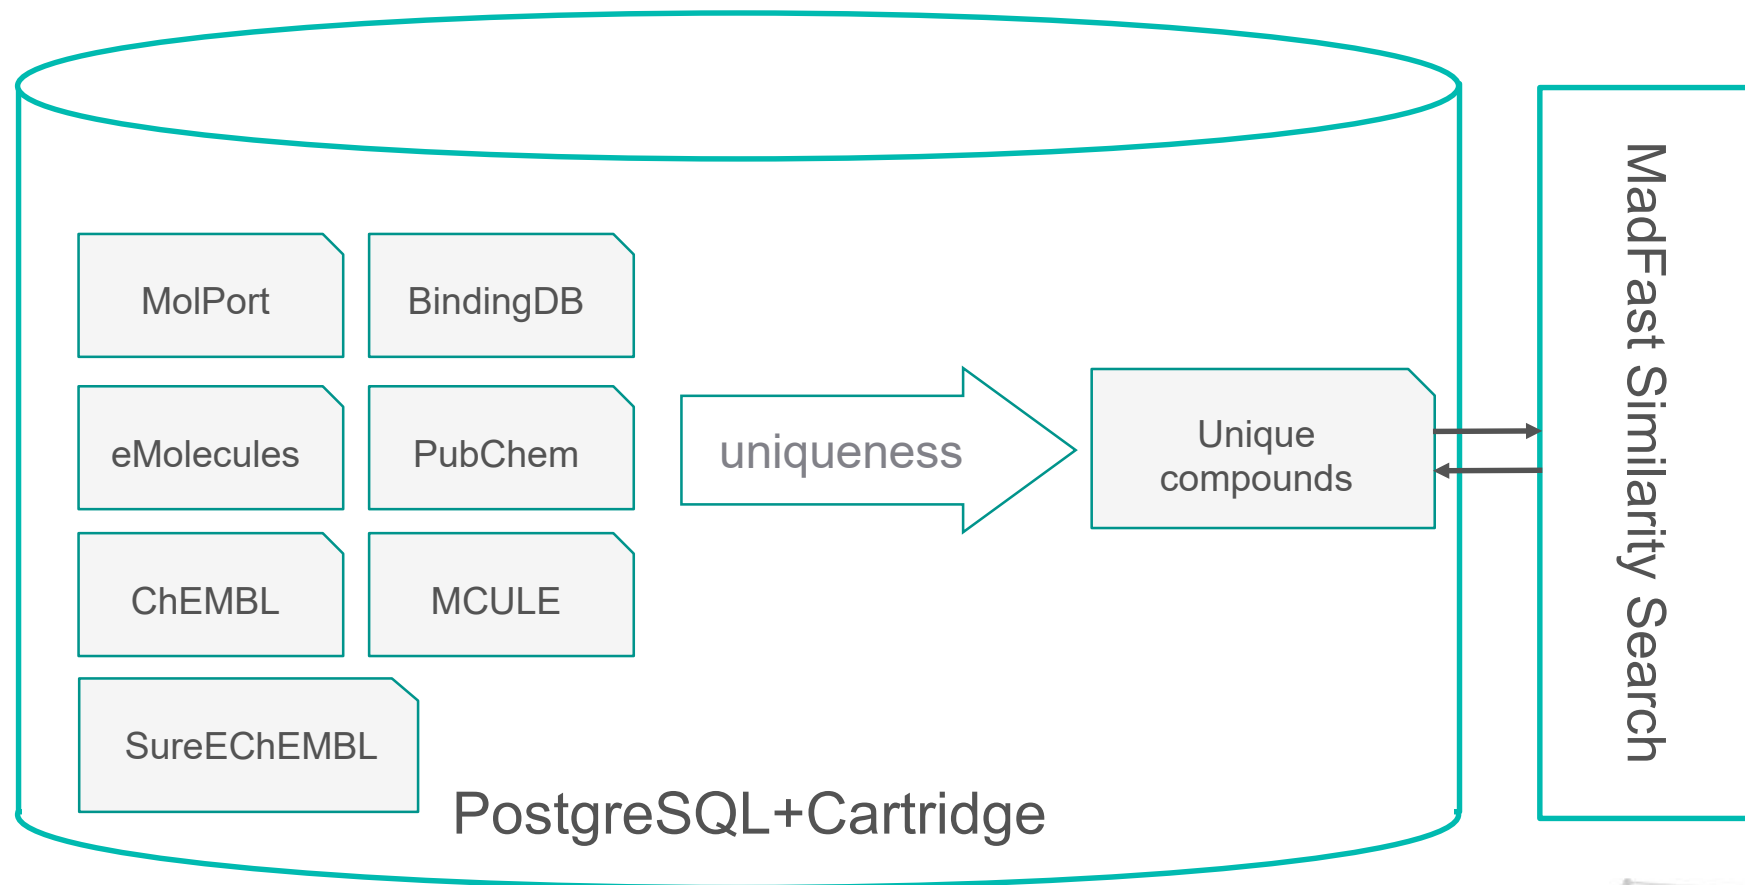 MolPort
BindingDB
eMolecules
PubChem
ChEMBL
MCULE
SureEChEMBL
uniqueness
Unique
compounds
PostgreSQL+Cartridge
MadFast Similarity Search